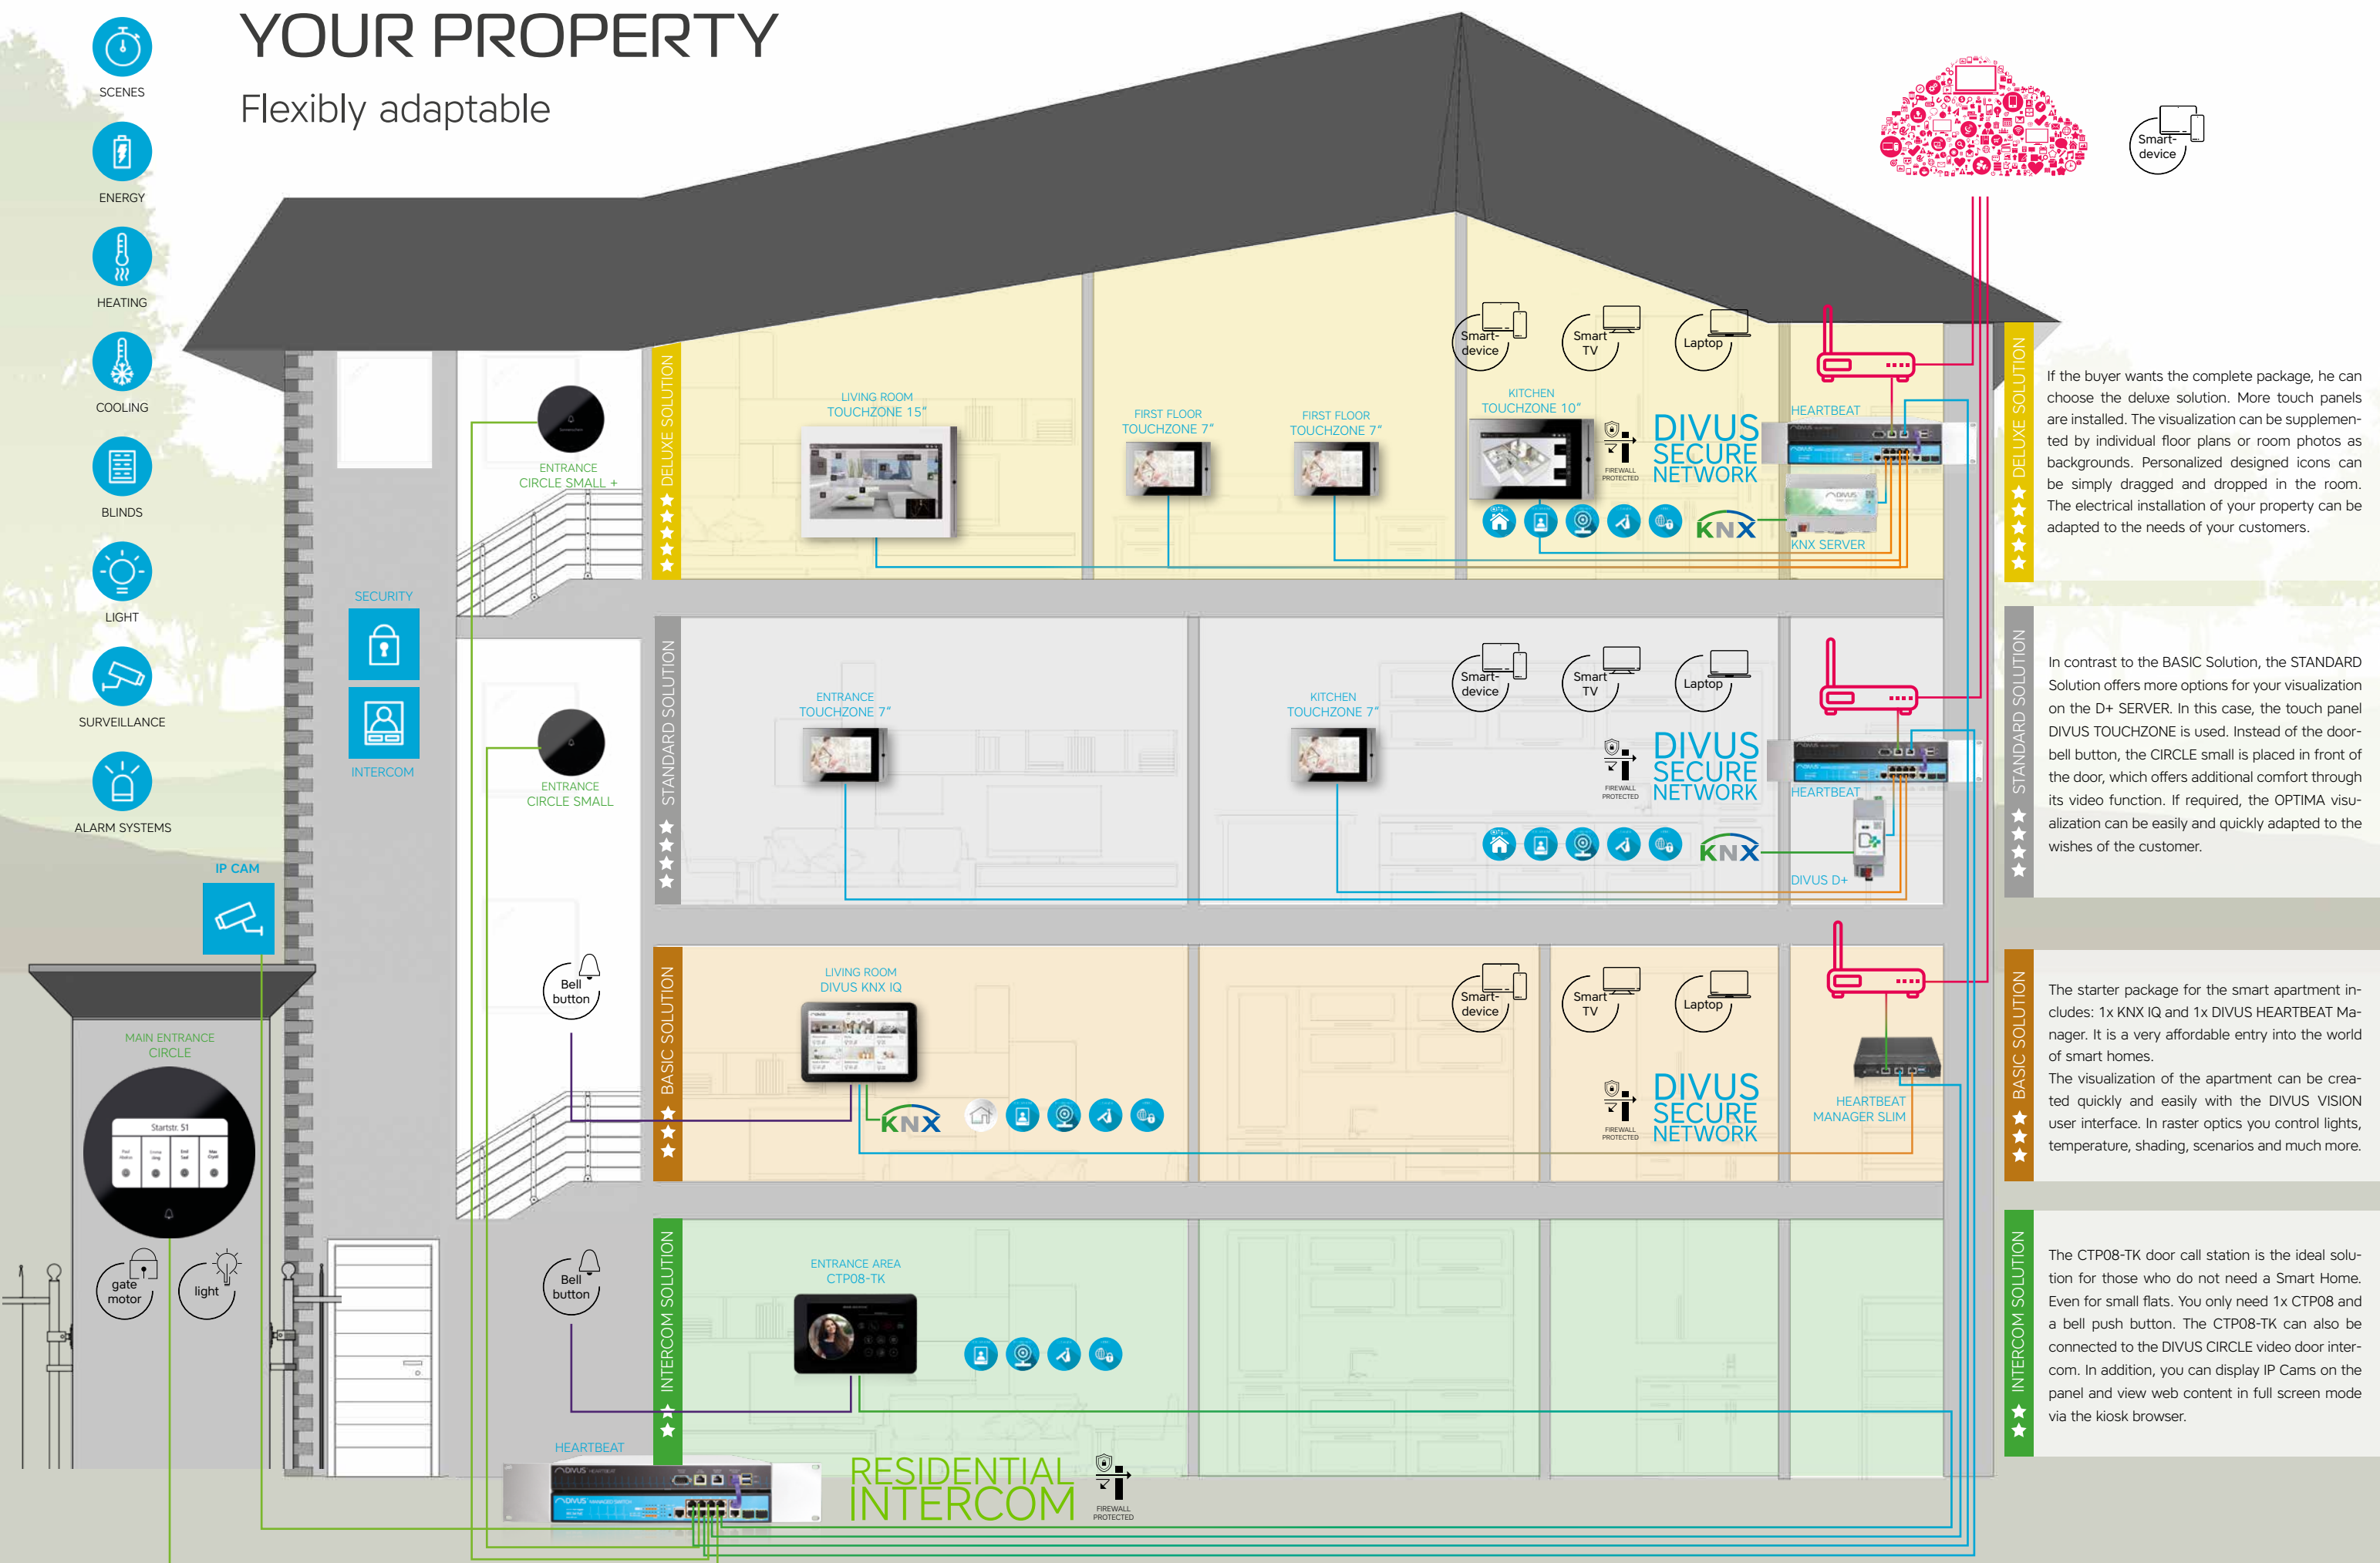 YOUR PROPERTY
Flexibly adaptable
SCENES
ENERGY
HEATING
COOLING
BLINDS
LIGHT
SURVEILLANCE
ALARM SYSTEMS
IP CAM
SECURITY
INTERCOM
MAIN ENTRANCE
CIRCLE
Startstr. 51
gate
motor
light
Smart-
device
ENTRANCE
CIRCLE SMALL +
DELUXE SOLUTION
LIVING ROOM
TOUCHZONE 15"
FIRST FLOOR
TOUCHZONE 7"
FIRST FLOOR
TOUCHZONE 7"
Smart-
device
Smart
TV
Laptop
KITCHEN
TOUCHZONE 10"
FIREWALL
PROTECTED
DIVUS
SECURE
NETWORK
KNX
HEARTBEAT
DIVUS
KNX SERVER
DELUXE SOLUTION
If the buyer wants the complete package, he can
choose the deluxe solution. More touch panels
are installed. The visualization can be supplemen-
ted by individual floor plans or room photos as
backgrounds. Personalized designed icons can
be simply dragged and dropped in the room.
The electrical installation of your property can be
adapted to the needs of your customers.
ENTRANCE
CIRCLE SMALL
STANDARD SOLUTION
ENTRANCE
TOUCHZONE 7"
KITCHEN
TOUCHZONE 7"
Smart-
device
Smart
TV
Laptop
FIREWALL
PROTECTED
DIVUS
SECURE
NETWORK
KNX
HEARTBEAT
D+
DIVUS D+
STANDARD SOLUTION
In contrast to the BASIC Solution, the STANDARD
Solution offers more options for your visualization
on the D+ SERVER. In this case, the touch panel
DIVUS TOUCHZONE is used. Instead of the door-
bell button, the CIRCLE small is placed in front of
the door, which offers additional comfort through
its video function. If required, the OPTIMA visu-
alization can be easily and quickly adapted to the
wishes of the customer.
Bell
button
BASIC SOLUTION
LIVING ROOM
DIVUS KNX IQ
KNX
Smart-
device
Smart
TV
Laptop
FIREWALL
PROTECTED
DIVUS
SECURE
NETWORK
HEARTBEAT
MANAGER SLIM
BASIC SOLUTION
The starter package for the smart apartment in-
cludes: 1x KNX IQ and 1x DIVUS HEARTBEAT Ma-
nager. It is a very affordable entry into the world
of smart homes.
The visualization of the apartment can be crea-
ted quickly and easily with the DIVUS VISION
user interface. In raster optics you control lights,
temperature, shading, scenarios and much more.
Bell
button
INTERCOM SOLUTION
ENTRANCE AREA
CTP08-TK
INTERCOM SOLUTION
The CTP08-TK door call station is the ideal solu-
tion for those who do not need a Smart Home.
Even for small flats. You only need 1x CTP08 and
a bell push button. The CTP08-TK can also be
connected to the DIVUS CIRCLE video door inter-
com. In addition, you can display IP Cams on the
panel and view web content in full screen mode
via the kiosk browser.
HEARTBEAT
DIVUS HEARTBEAT
DIVUS MANAGED SWITCH
RESIDENTIAL
INTERCOM
FIREWALL
PROTECTED